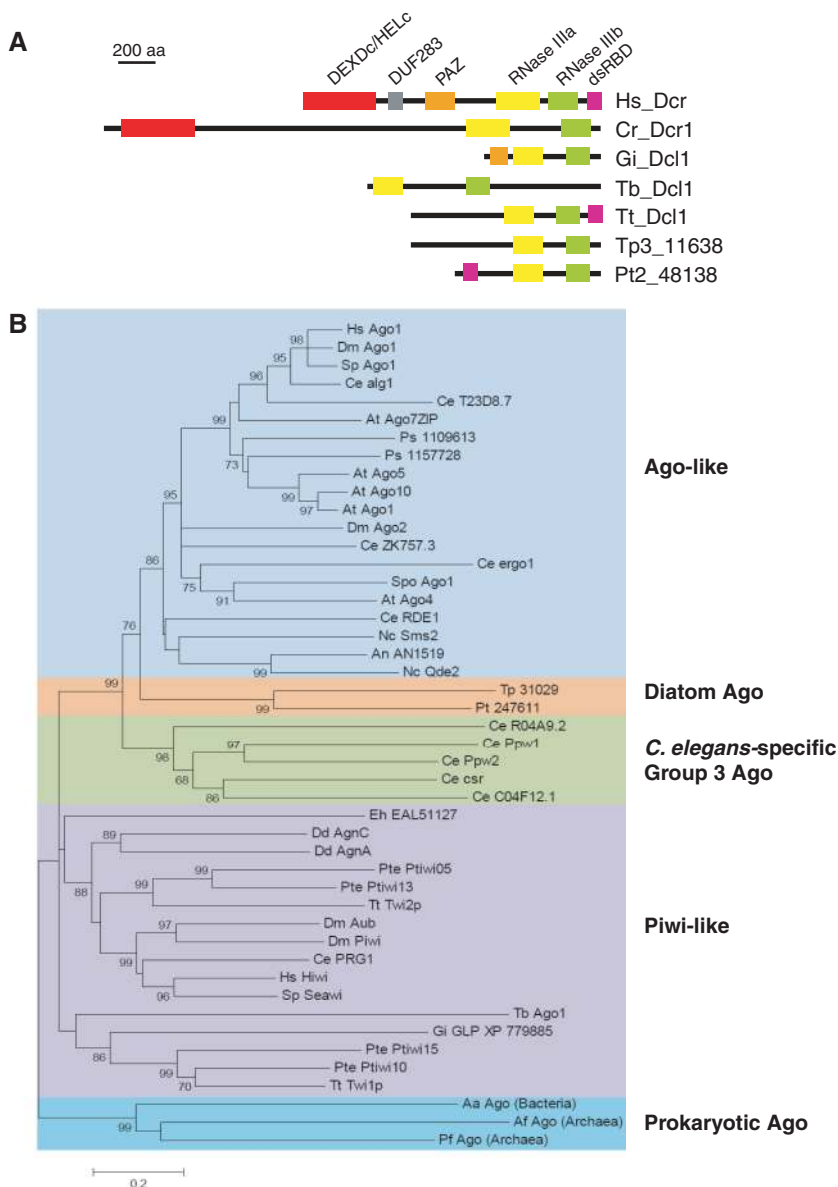 A
200 aa
DEXDc/HELc
DUF283
PAZ
RNase IIIa
RNase IIIb
dsRBD
Hs_Dcr
Cr_Dcr1
Gi_Dcl1
Tb_Dcl1
Tt_Dcl1
Tp3_11638
Pt2_48138
B
Hs Ago1
98
Dm Ago1
95
Sp Ago1
96
Ce alg1
Ce T23D8.7
99
At Ago7ZIP
Ps 1109613
73
Ps 1157728
At Ago5
Ago-like
99
At Ago10
95
97
At Ago1
Dm Ago2
Ce ZK757.3
86
Ce ergo1
75
Spo Ago1
91
At Ago4
76
Ce RDE1
Nc Sms2
An AN1519
99
99
Nc Qde2
Tp 31029
Diatom Ago
99
Pt 247611
Ce R04A9.2
97
Ce Ppw1
C. elegans-specific
98
Ce Ppw2
Group 3 Ago
68
Ce csr
86
Ce C04F12.1
Eh EAL51127
89
Dd AgnC
Dd AgnA
99
Pte Ptiwi05
88
99
Pte Ptiwi13
Tt Twi2p
97
Dm Aub
Piwi-like
Dm Piwi
99
Ce PRG1
Hs Hiwi
96
Sp Seawi
Tb Ago1
Gi GLP XP 779885
86
Pte Ptiwi15
99
Pte Ptiwi10
70
Tt Twi1p
Aa Ago (Bacteria)
99
Af Ago (Archaea)
Prokaryotic Ago
Pf Ago (Archaea)
0.2